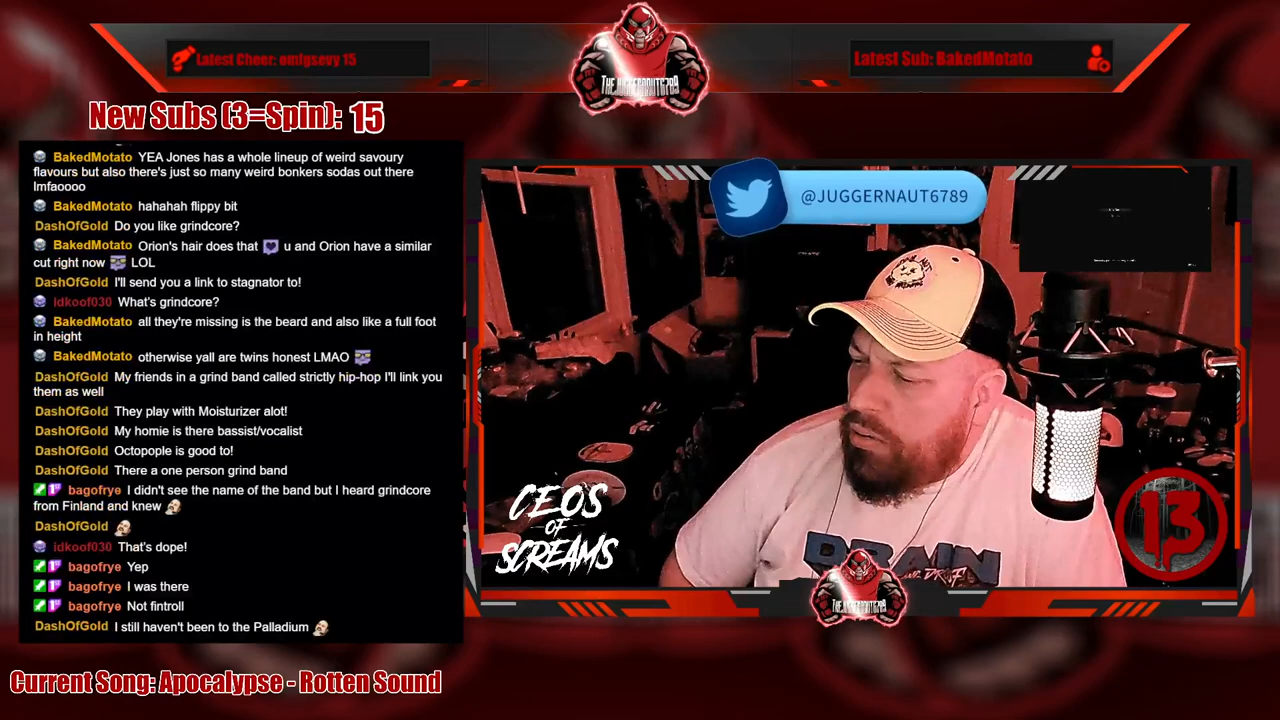 Latest Cheer: omfgsevy 15
THEJUGGERNAUT6789
Latest Sub: BakedMotato
New Subs (3=Spin): 15
BakedMotato YEA Jones has a whole lineup of weird savoury
flavours but also there's just so many weird bonkers sodas out there
lmfaoooo
BakedMotato hahahah flippy bit
DashOfGold Do you like grindcore?
BakedMotato Orion's hair does that u and Orion have a similar
cut right now LOL
DashOfGold I'll send you a link to stagnator to!
idkoof030 What's grindcore?
BakedMotato all they're missing is the beard and also like a full foot
in height
BakedMotato otherwise yall are twins honest LMAO
DashOfGold My friends in a grind band called strictly hip-hop I'll link you
them as well
DashOfGold They play with Moisturizer alot!
DashOfGold My homie is there bassist/vocalist
DashOfGold Octopople is good to!
DashOfGold There a one person grind band
bagofrye I didn't see the name of the band but I heard grindcore
from Finland and knew
DashOfGold
idkoof030 That's dope!
bagofrye Yep
bagofrye I was there
bagofrye Not fintroll
DashOfGold I still haven't been to the Palladium
Current Song: Apocalypse - Rotten Sound
@JUGGERNAUT6789
CEOS
OF
SCREAMS
DRAIN
13
THEJUGGERNAUT6789